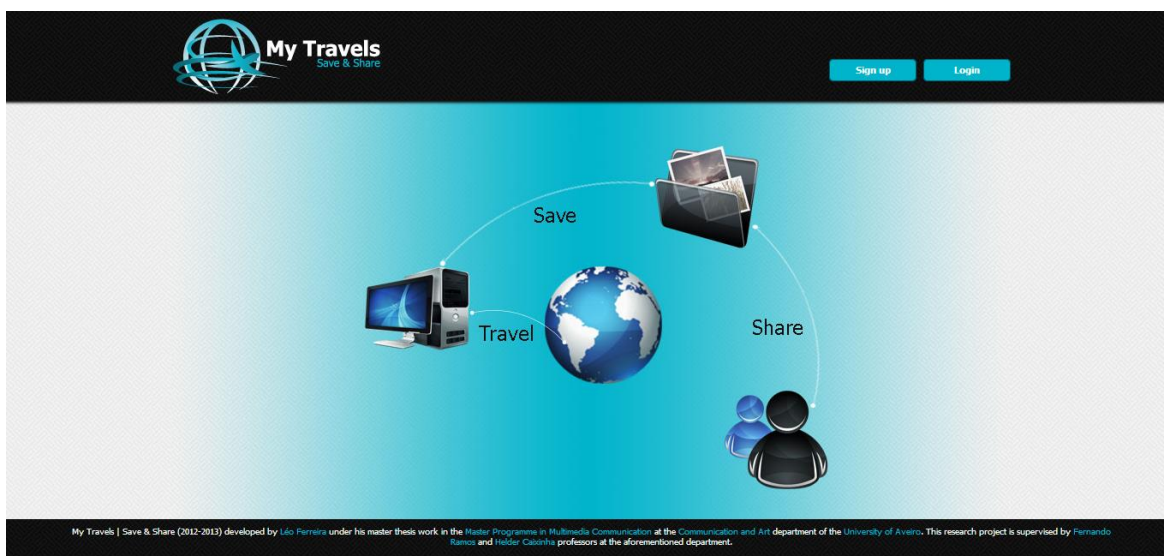 My Travels
Save & Share
Sign up
Login
Save
Travel
Share
My Travels | Save & Share (2012-2013) developed by Léo Ferreira under his master thesis work in the Master Programme in Multimedia Communication at the Communication and Art department of the University of Aveiro. This research project is supervised by Fernando
Ramos and Helder Caixinha professors at the aforementioned department.